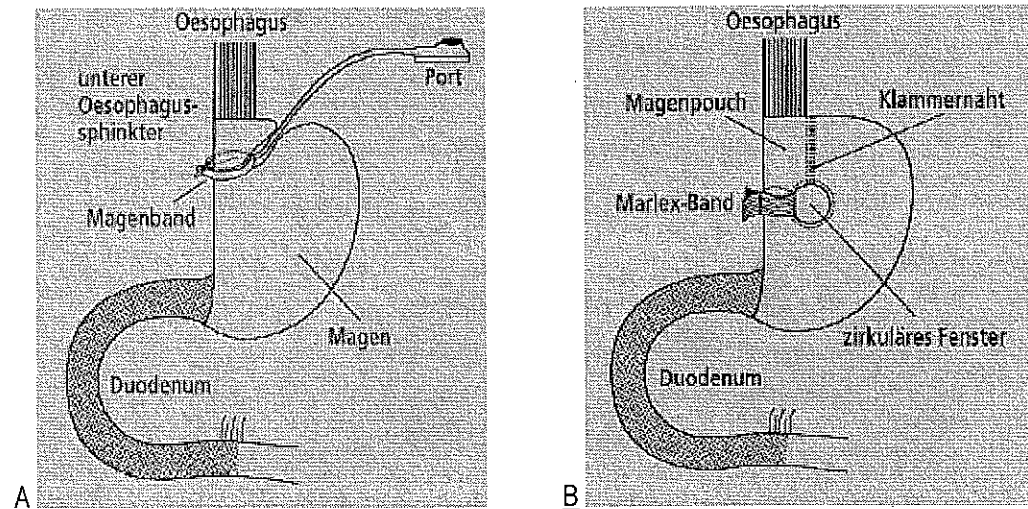 Oesophagus
Port
unterer
Oesophagus-
sphinkter
Magenband
Magen
Duodenum
A
Oesophagus
Magenpouch
Klammernaht
Marlex-Band
zirkuläres Fenster
Duodenum
B